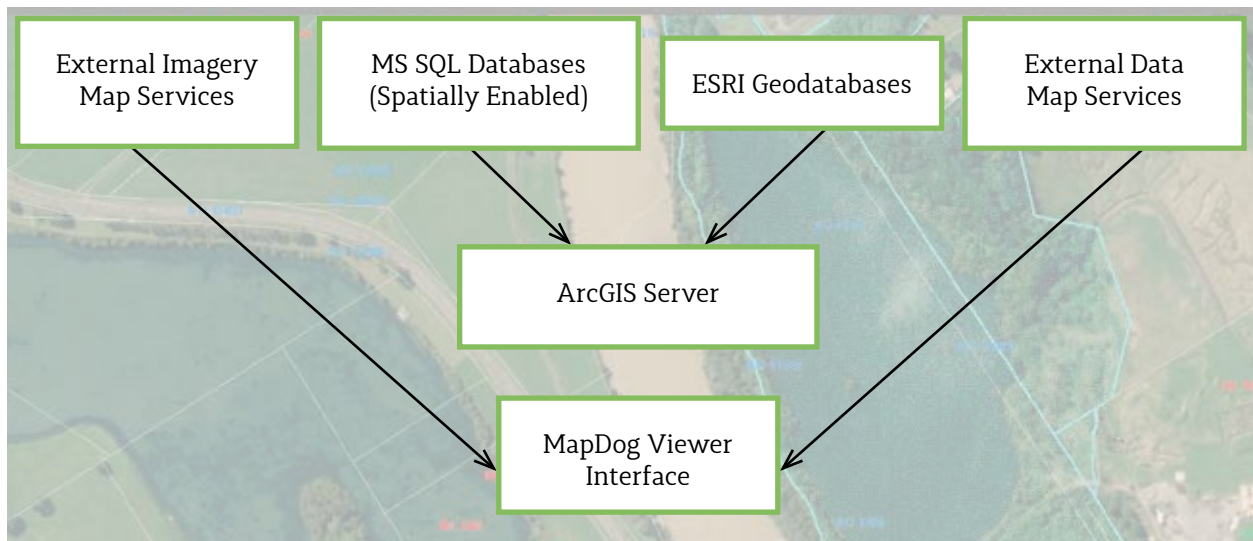 External Imagery
Map Services
MS SQL Databases
(Spatially Enabled)
ESRI Geodatabases
External Data
Map Services
ArcGIS Server
MapDog Viewer
Interface